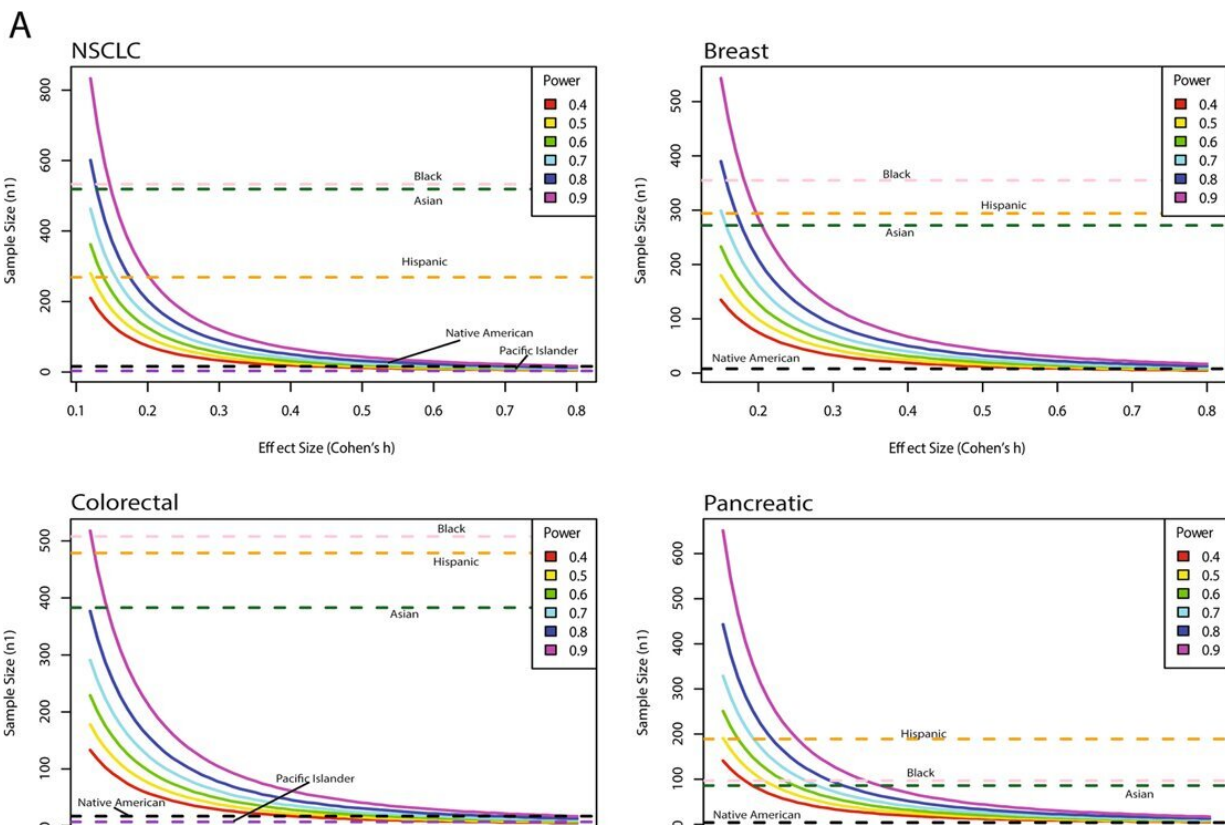 A
NSCLC
Sample Size (n1)
800
600
400
200
0
Black
Asian
Hispanic
Native American
Pacific Islander
Power
0.4
0.5
0.6
0.7
0.8
0.9
0.1 0.2 0.3 0.4 0.5 0.6 0.7 0.8
Effect Size (Cohen's h)
Breast
Sample Size (n1)
500
400
300
200
100
0
Black
Hispanic
Asian
Native American
Power
0.4
0.5
0.6
0.7
0.8
0.9
0.2 0.3 0.4 0.5 0.6 0.7 0.8
Effect Size (Cohen's h)
Colorectal
Sample Size (n1)
500
400
300
200
100
0
Black
Hispanic
Asian
Pacific Islander
Native American
Power
0.4
0.5
0.6
0.7
0.8
0.9
Pancreatic
Sample Size (n1)
600
500
400
300
200
100
0
Hispanic
Black
Asian
Native American
Power
0.4
0.5
0.6
0.7
0.8
0.9